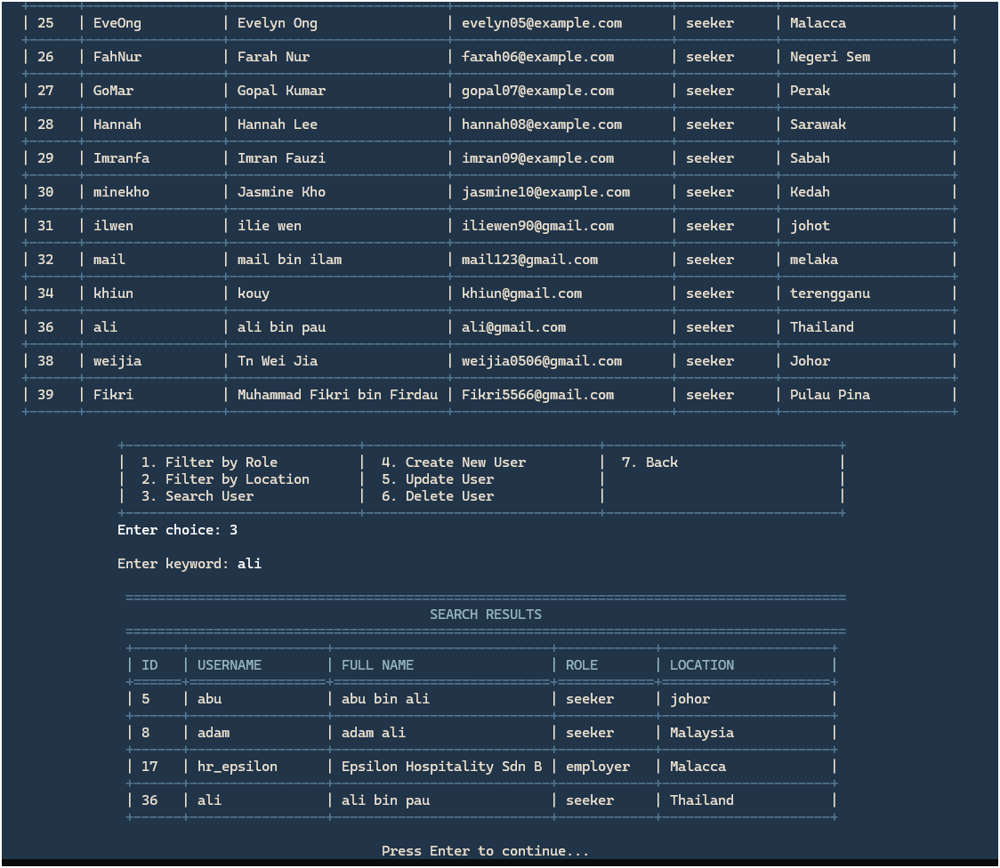 | 25 | EveOng | Evelyn Ong | evelyn05@example.com | seeker | Malacca |
| 26 | FahNur | Farah Nur | farah06@example.com | seeker | Negeri Sem |
| 27 | GoMar | Gopal Kumar | gopal07@example.com | seeker | Perak |
| 28 | Hannah | Hannah Lee | hannah08@example.com | seeker | Sarawak |
| 29 | Imranfa | Imran Fauzi | imran09@example.com | seeker | Sabah |
| 30 | minekho | Jasmine Kho | jasmine10@example.com | seeker | Kedah |
| 31 | ilwen | ilie wen | iliewen90@gmail.com | seeker | johot |
| 32 | mail | mail bin ilam | mail123@gmail.com | seeker | melaka |
| 34 | khiun | kouy | khiun@gmail.com | seeker | terengganu |
| 36 | ali | ali bin pau | ali@gmail.com | seeker | Thailand |
| 38 | weijia | Tn Wei Jia | weijia0506@gmail.com | seeker | Johor |
| 39 | Fikri | Muhammad Fikri bin Firdau | Fikri5566@gmail.com | seeker | Pulau Pina |
| 1. Filter by Role | 4. Create New User | 7. Back |
| 2. Filter by Location | 5. Update User | |
| 3. Search User | 6. Delete User | |
Enter choice: 3
Enter keyword: ali
SEARCH RESULTS
| ID | USERNAME | FULL NAME | ROLE | LOCATION |
| 5 | abu | abu bin ali | seeker | johor |
| 8 | adam | adam ali | seeker | Malaysia |
| 17 | hr_epsilon | Epsilon Hospitality Sdn B | employer | Malacca |
| 36 | ali | ali bin pau | seeker | Thailand |
Press Enter to continue...